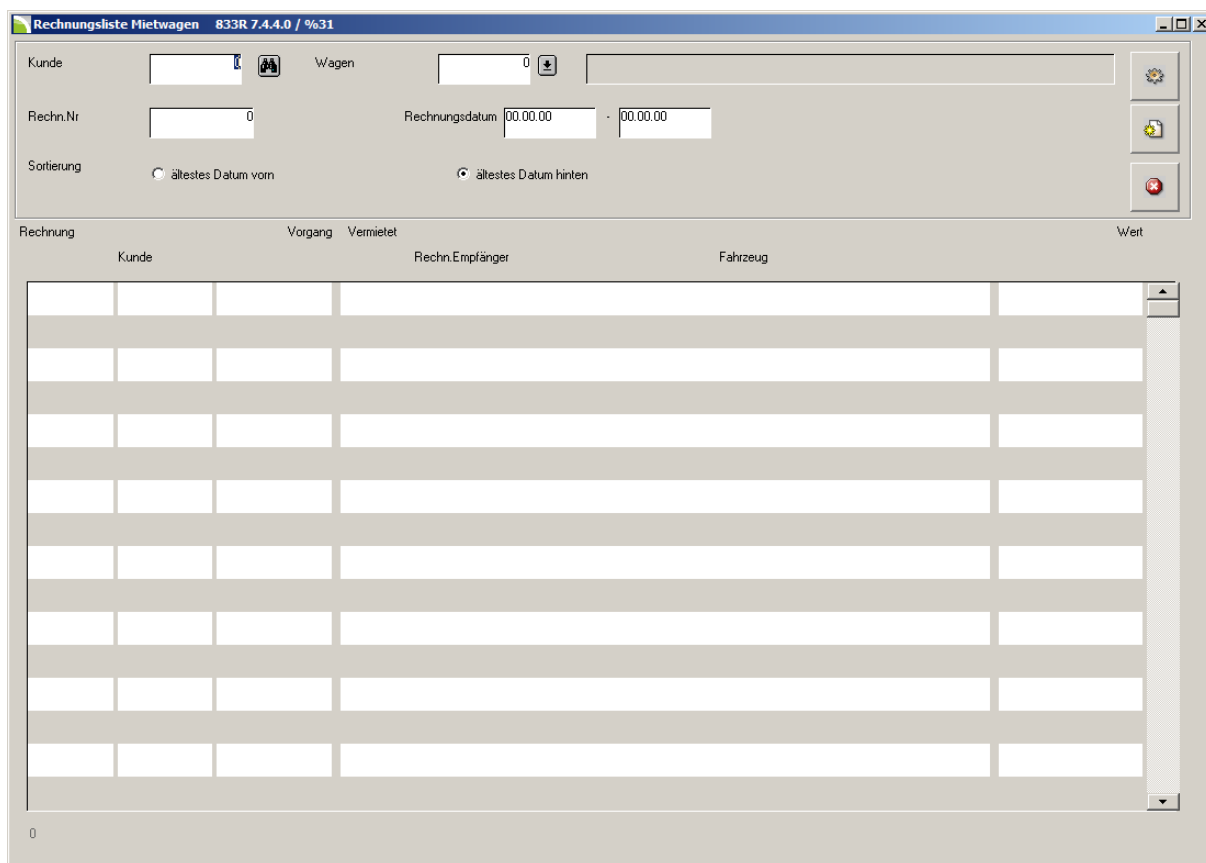 Rechnungsliste Mietwagen 833R 7.4.4.0 / %31
Kunde 0 Wagen 0
Rechn.Nr 0 Rechnungsdatum 00.00.00 - 00.00.00
Sortierung ältestes Datum vorn ältestes Datum hinten
Rechnung Vorgang Vermietet Wert
Kunde Rechn.Empfänger Fahrzeug
0